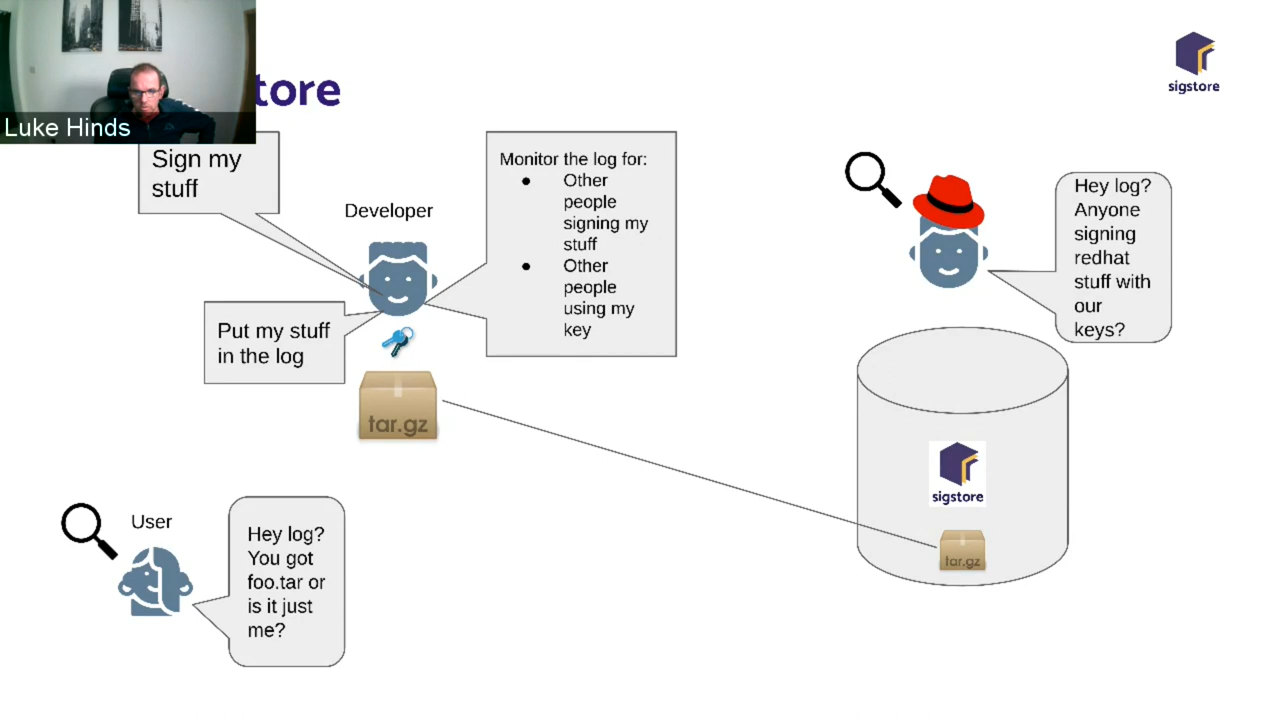 Luke Hinds
store
sigstore
Sign my
stuff
Developer
Monitor the log for:
● Other
people
signing my
stuff
● Other
people
using my
key
Put my stuff
in the log
tar.gz
Hey log?
Anyone
signing
redhat
stuff with
our
keys?
sigstore
tar.gz
User
Hey log?
You got
foo.tar or
is it just
me?